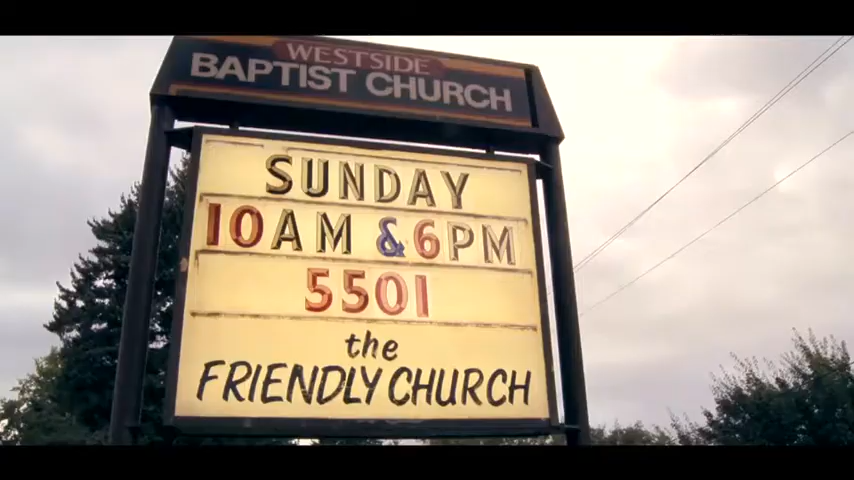 WESTSIDE
BAPTIST CHURCH
SUNDAY
10AM & 6PM
5501
the
FRIENDLY CHURCH